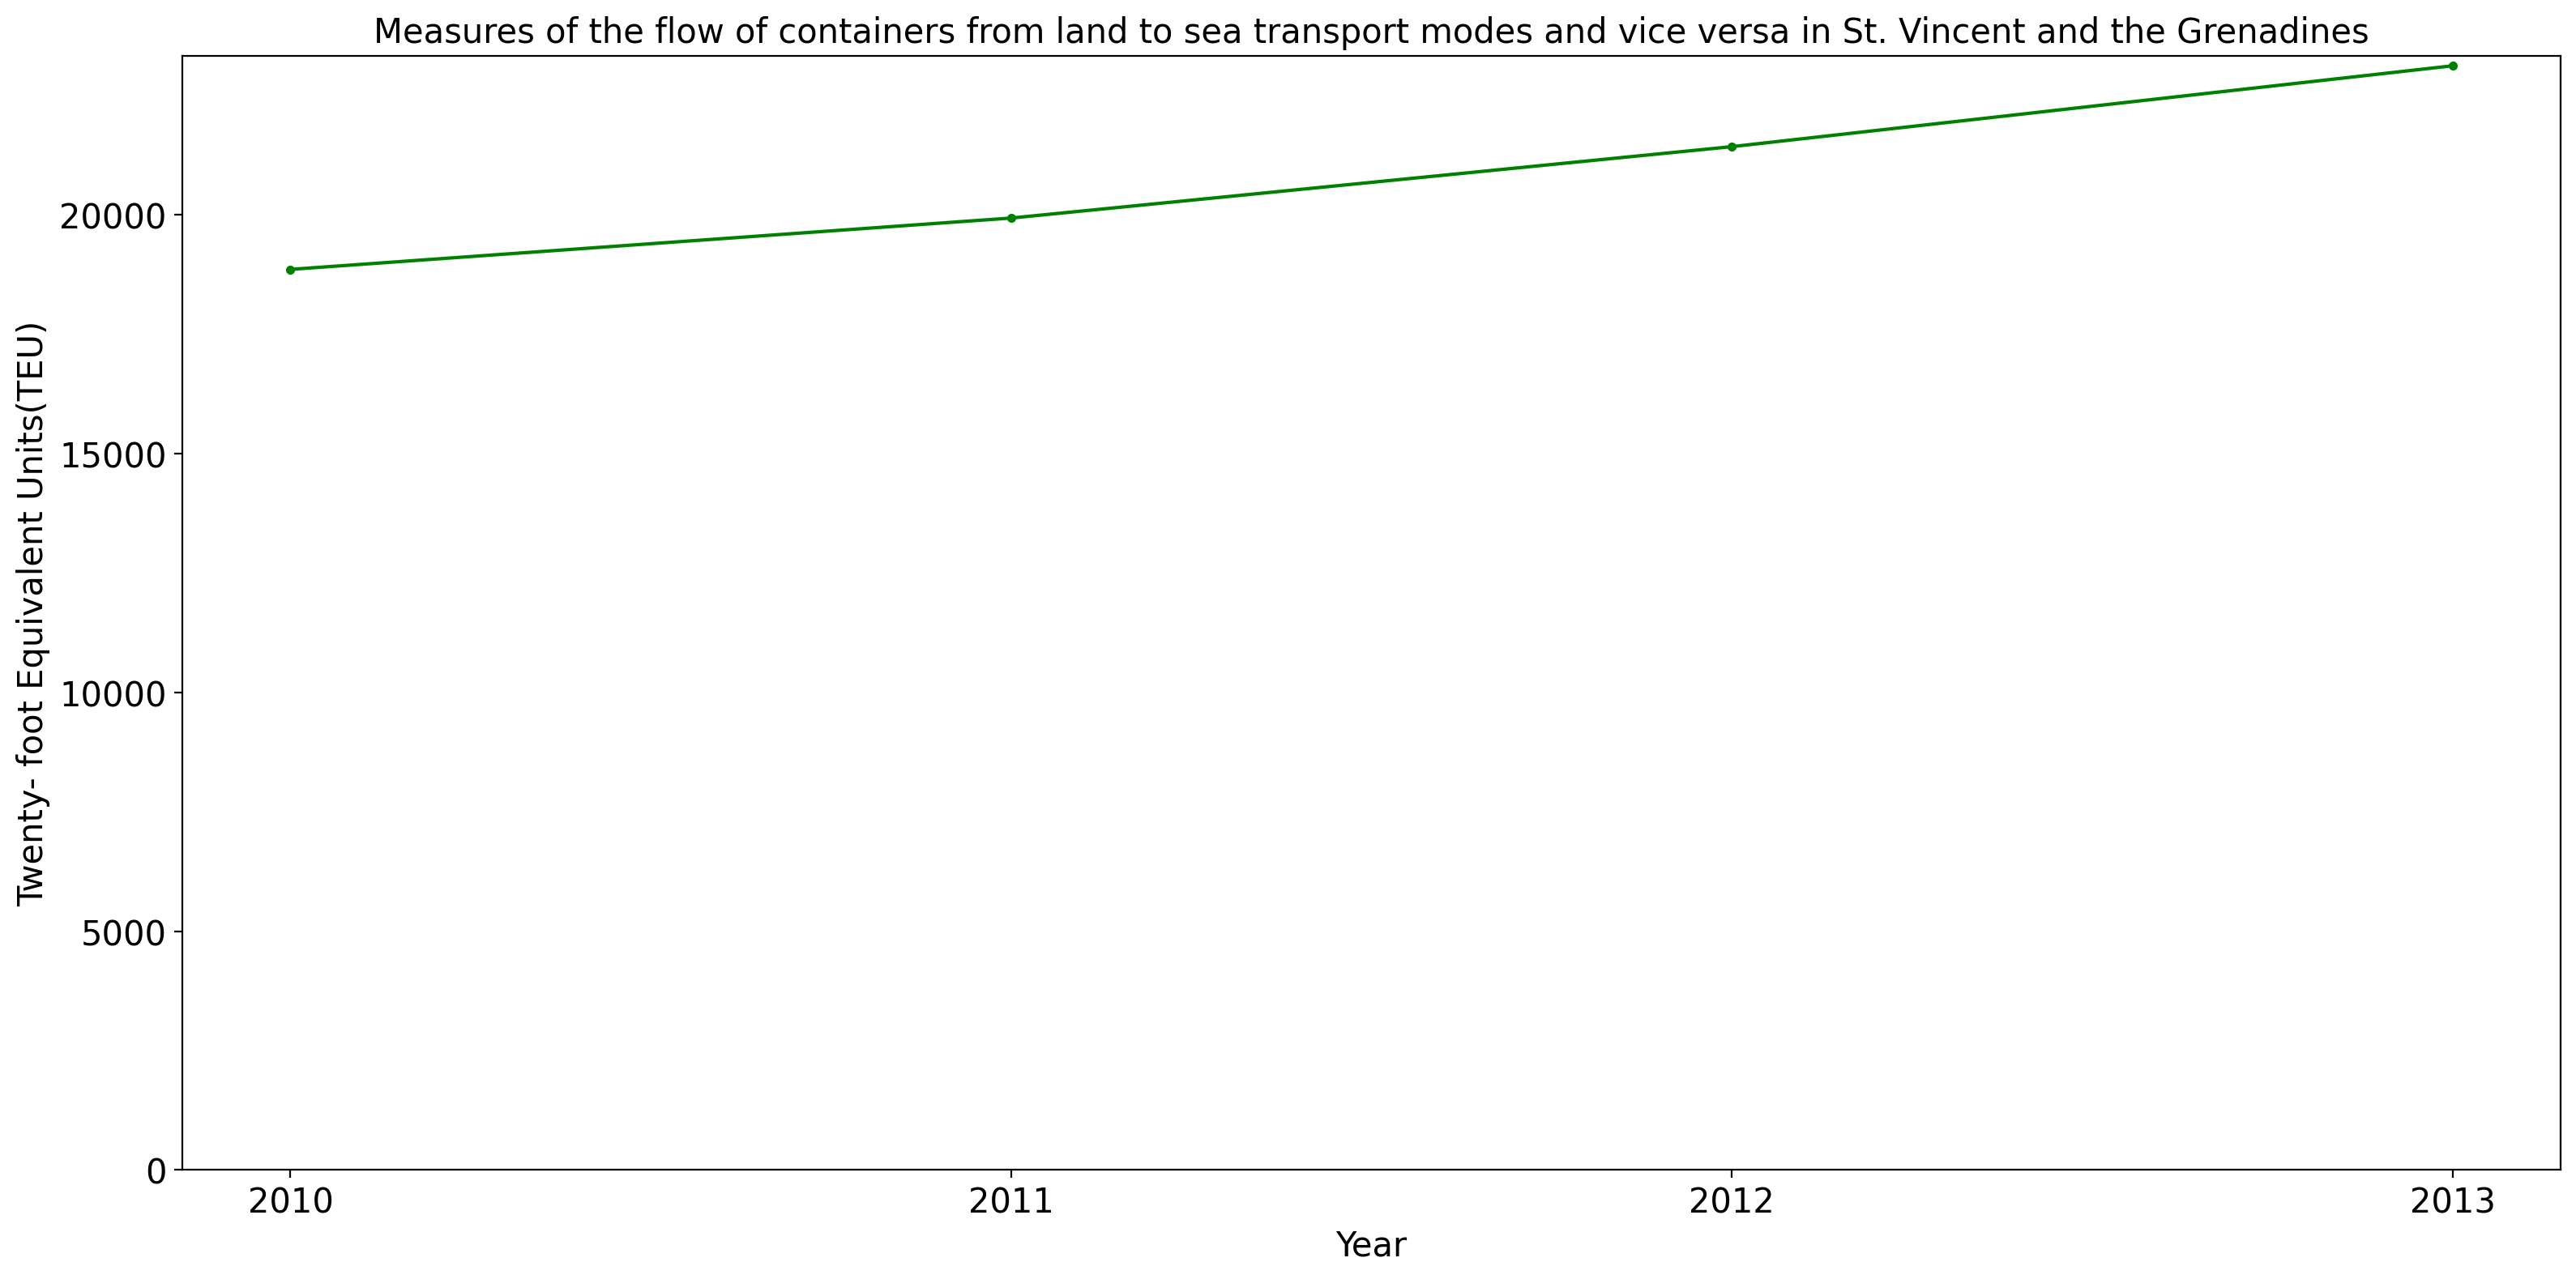 Measures of the flow of containers from land to sea transport modes and vice versa in St. Vincent and the Grenadines
Twenty- foot Equivalent Units(TEU)
20000
15000
10000
5000
0
2010 2011 2012 2013
Year